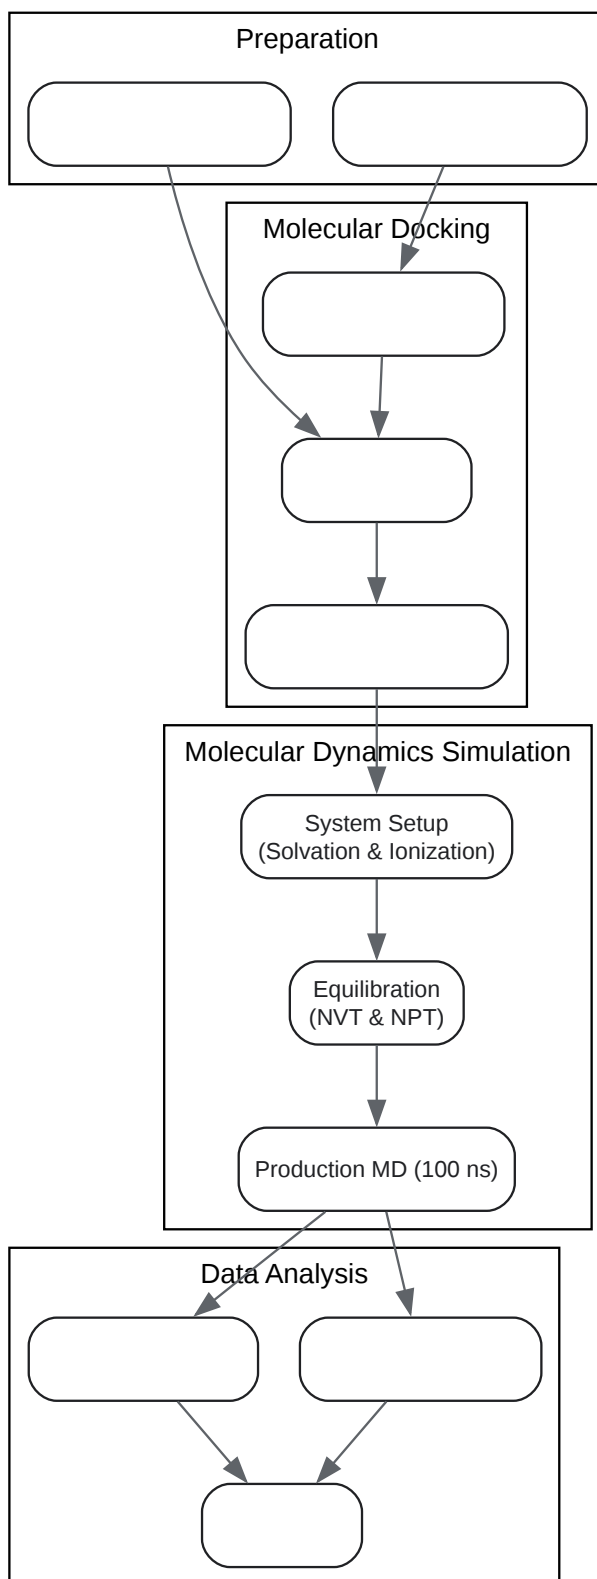 Preparation
Molecular Docking
Molecular Dynamics Simulation
System Setup
(Solvation & Ionization)
Equilibration
(NVT & NPT)
Production MD (100 ns)
Data Analysis